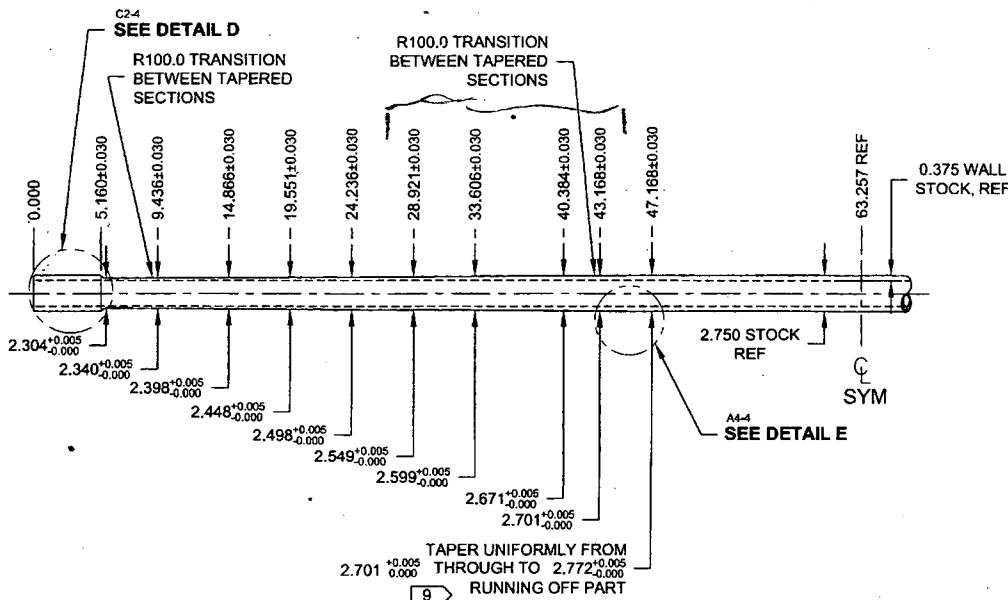 C2-4
SEE DETAIL D
R100.0 TRANSITION
BETWEEN TAPERED
SECTIONS
R100.0 TRANSITION
BETWEEN TAPERED
SECTIONS
0.000
5.160±0.030
9.436±0.030
14.866±0.030
19.551±0.030
24.236±0.030
28.921±0.030
33.606±0.030
40.384±0.030
43.168±0.030
47.168±0.030
63.257 REF
0.375 WALL
STOCK, REF
2.304 +0.005 -0.000
2.340 +0.005 -0.000
2.398 +0.005 -0.000
2.448 +0.005 -0.000
2.498 +0.005 -0.000
2.549 +0.005 -0.000
2.599 +0.005 -0.000
2.671 +0.005 -0.000
2.701 +0.005 -0.000
2.750 STOCK
REF
℄
SYM
A4-4
SEE DETAIL E
TAPER UNIFORMLY FROM
2.701 +0.005 0.000 THROUGH TO 2.772 +0.005 -0.000
RUNNING OFF PART
9